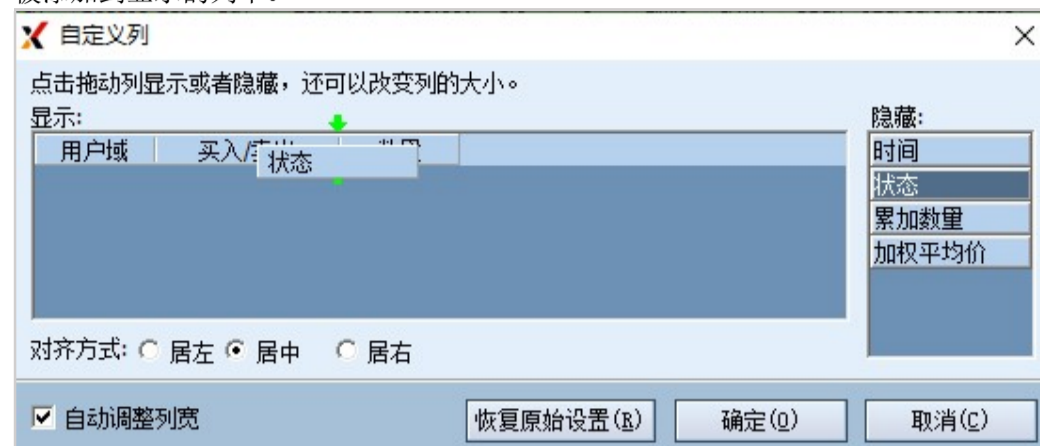 自定义列
点击拖动列显示或者隐藏，还可以改变列的大小。
显示:
隐藏:
用户域 买入/
状态
时间
状态
累加数量
加权平均价
对齐方式: 居左 居中 居右
自动调整列宽 恢复原始设置(R) 确定(O) 取消(C)